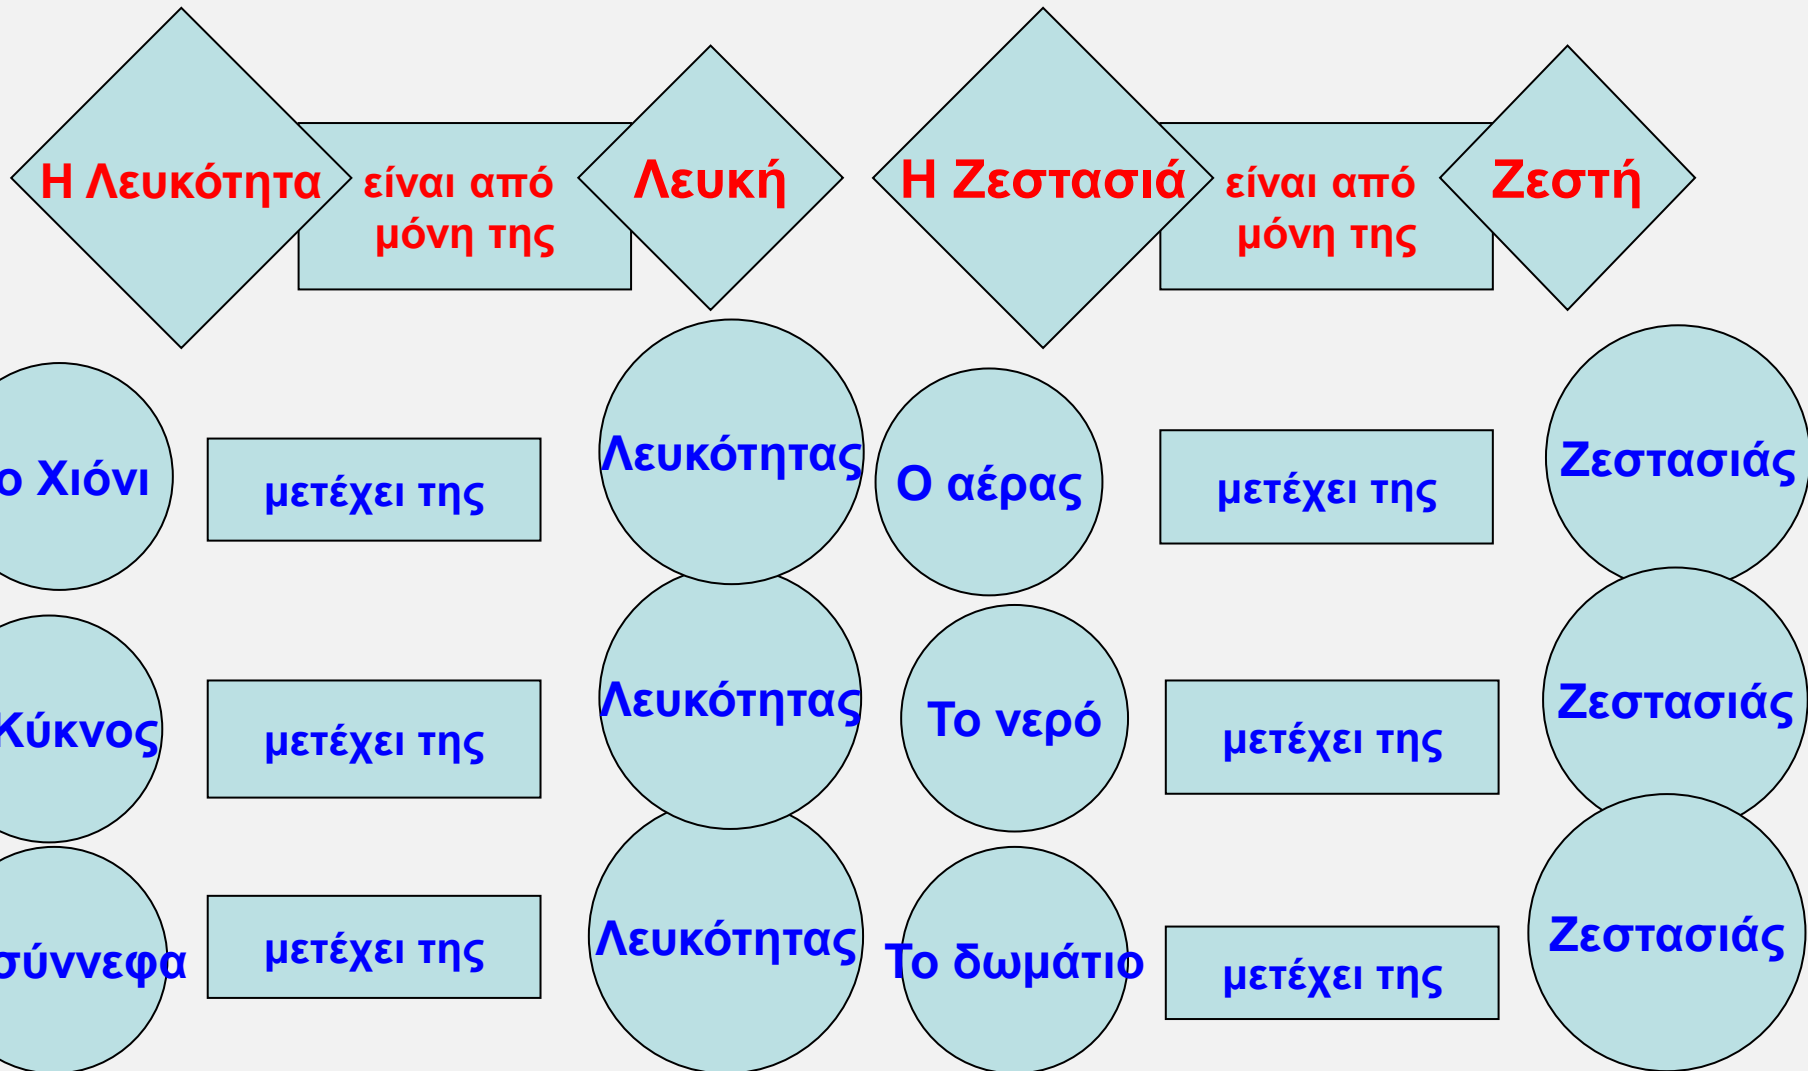 Η Λευκότητα είναι από μόνη της Λευκή
Η Ζεστασιά είναι από μόνη της Ζεστή
ο Χιόνι μετέχει της Λευκότητας
Ο αέρας μετέχει της Ζεστασιάς
Κύκνος μετέχει της Λευκότητας
Το νερό μετέχει της Ζεστασιάς
σύννεφα μετέχει της Λευκότητας
Το δωμάτιο μετέχει της Ζεστασιάς